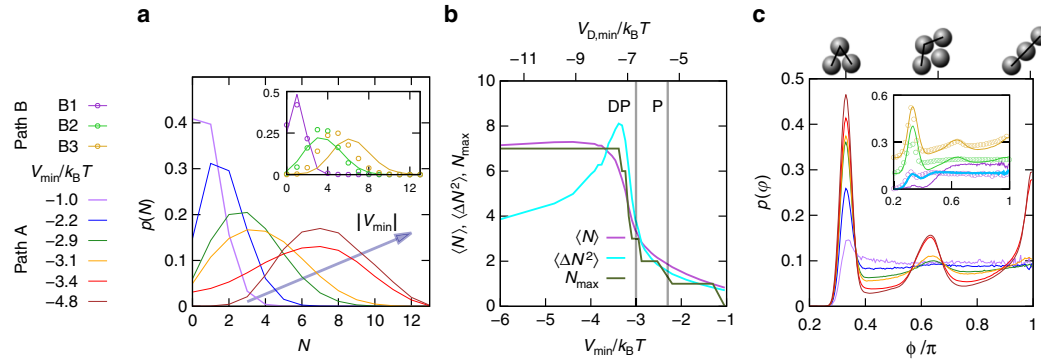 a
b
c
Path B
B1
B2
B3
V_min/k_BT
Path A
−1.0
−2.2
−2.9
−3.1
−3.4
−4.8
p(N)
0.4
0.3
0.2
0.1
0
0 2 4 6 8 10 12
N
|V_min|
0.5
0.25
0
0 2 4 6 8 10 12
V_D,min/k_BT
−11 −9 −7 −5
DP P
⟨N⟩, ⟨ΔN²⟩, N_max
10
8
6
4
2
0
⟨N⟩
⟨ΔN²⟩
N_max
−6 −5 −4 −3 −2 −1
V_min/k_BT
p(φ)
0.5
0.4
0.3
0.2
0.1
0
0.2 0.4 0.6 0.8 1
ϕ/π
0.6
0.3
0
0.2 0.6 1